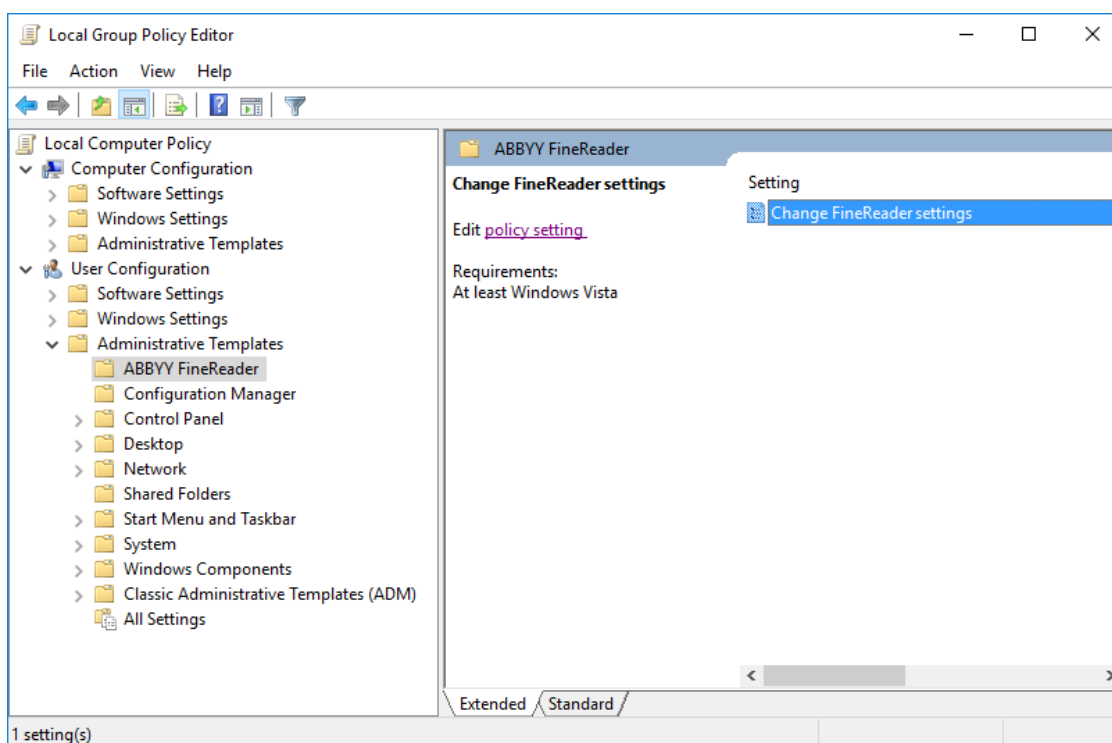 Local Group Policy Editor
File Action View Help
Local Computer Policy
Computer Configuration
Software Settings
Windows Settings
Administrative Templates
User Configuration
Software Settings
Windows Settings
Administrative Templates
ABBYY FineReader
Configuration Manager
Control Panel
Desktop
Network
Shared Folders
Start Menu and Taskbar
System
Windows Components
Classic Administrative Templates (ADM)
All Settings
ABBYY FineReader
Change FineReader settings
Edit policy setting
Requirements:
At least Windows Vista
Setting
Change FineReader settings
Extended Standard
1 setting(s)